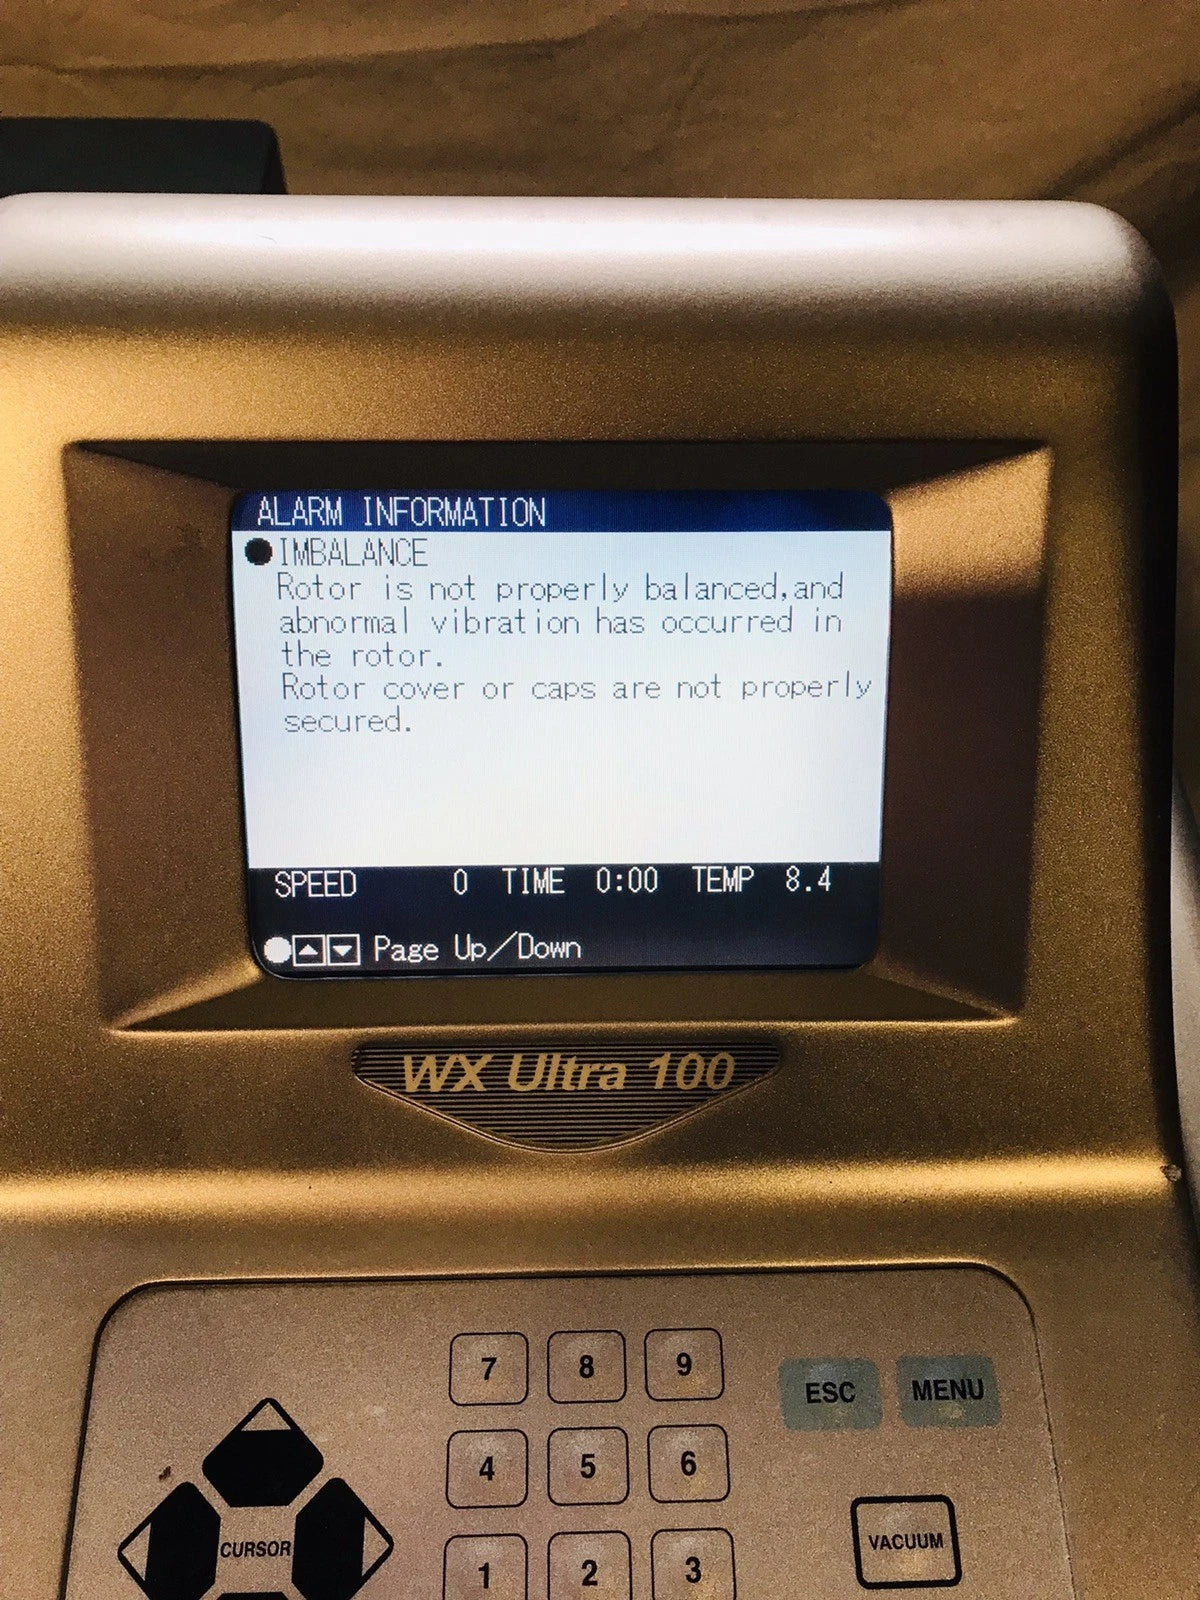 ALARM INFORMATION
●IMBALANCE
Rotor is not properly balanced,and
abnormal vibration has occurred in
the rotor.
Rotor cover or caps are not properly
secured.
SPEED 0 TIME 0:00 TEMP 8.4
Page Up/Down
WX Ultra 100
7 8 9
ESC MENU
4 5 6
CURSOR
VACUUM
1 2 3